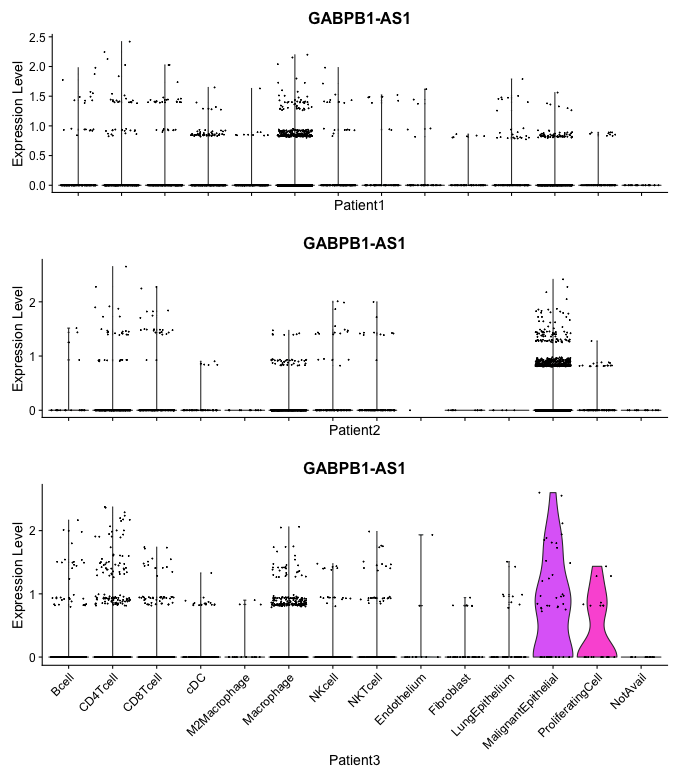 GABPB1-AS1
Expression Level
2.5
2.0
1.5
1.0
0.5
0.0
Patient1
GABPB1-AS1
Expression Level
2
1
0
Patient2
GABPB1-AS1
Expression Level
2
1
0
Bcell
CD4Tcell
CD8Tcell
cDC
M2Macrophage
Macrophage
NKcell
NKTcell
Endothelium
Fibroblast
LungEpithelium
MalignantEpithelial
ProliferatingCell
NotAvail
Patient3